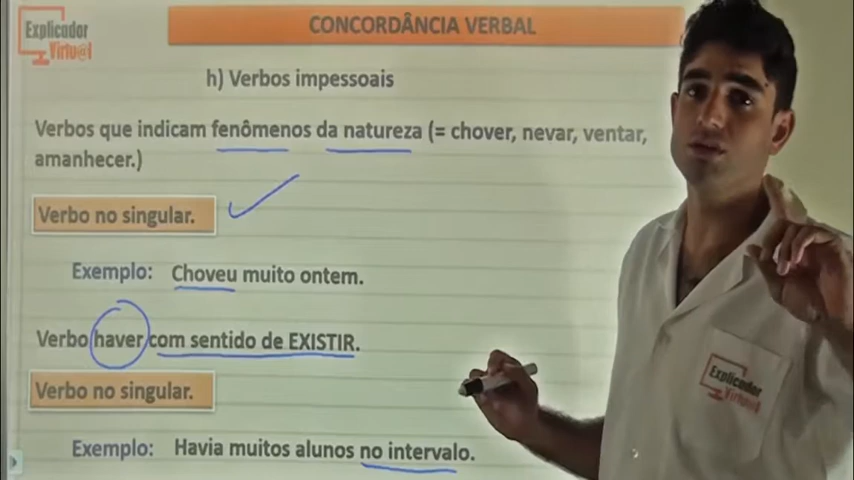 Explicador
Virtu@l
CONCORDÂNCIA VERBAL
h) Verbos impessoais
Verbos que indicam fenômenos da natureza (= chover, nevar, ventar,
amanhecer.)
Verbo no singular.
Exemplo: Choveu muito ontem.
Verbo haver com sentido de EXISTIR.
Verbo no singular.
Exemplo: Havia muitos alunos no intervalo.
Explicador
Virtu@l